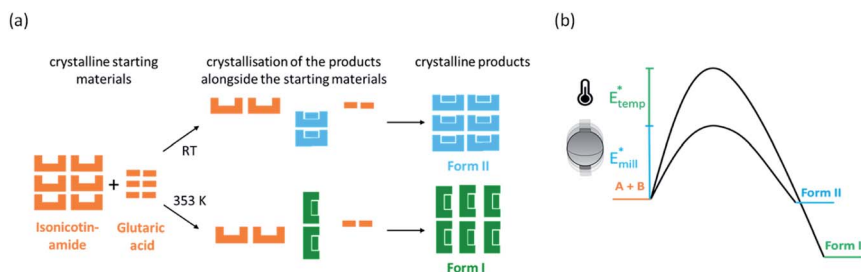 (a)
crystalline starting
materials
crystallisation of the products
alongside the starting materials
crystalline products
RT
353 K
+
Isonicotin-
amide
Glutaric
acid
Form II
Form I
(b)
E*temp
E*mill
A + B
Form II
Form I